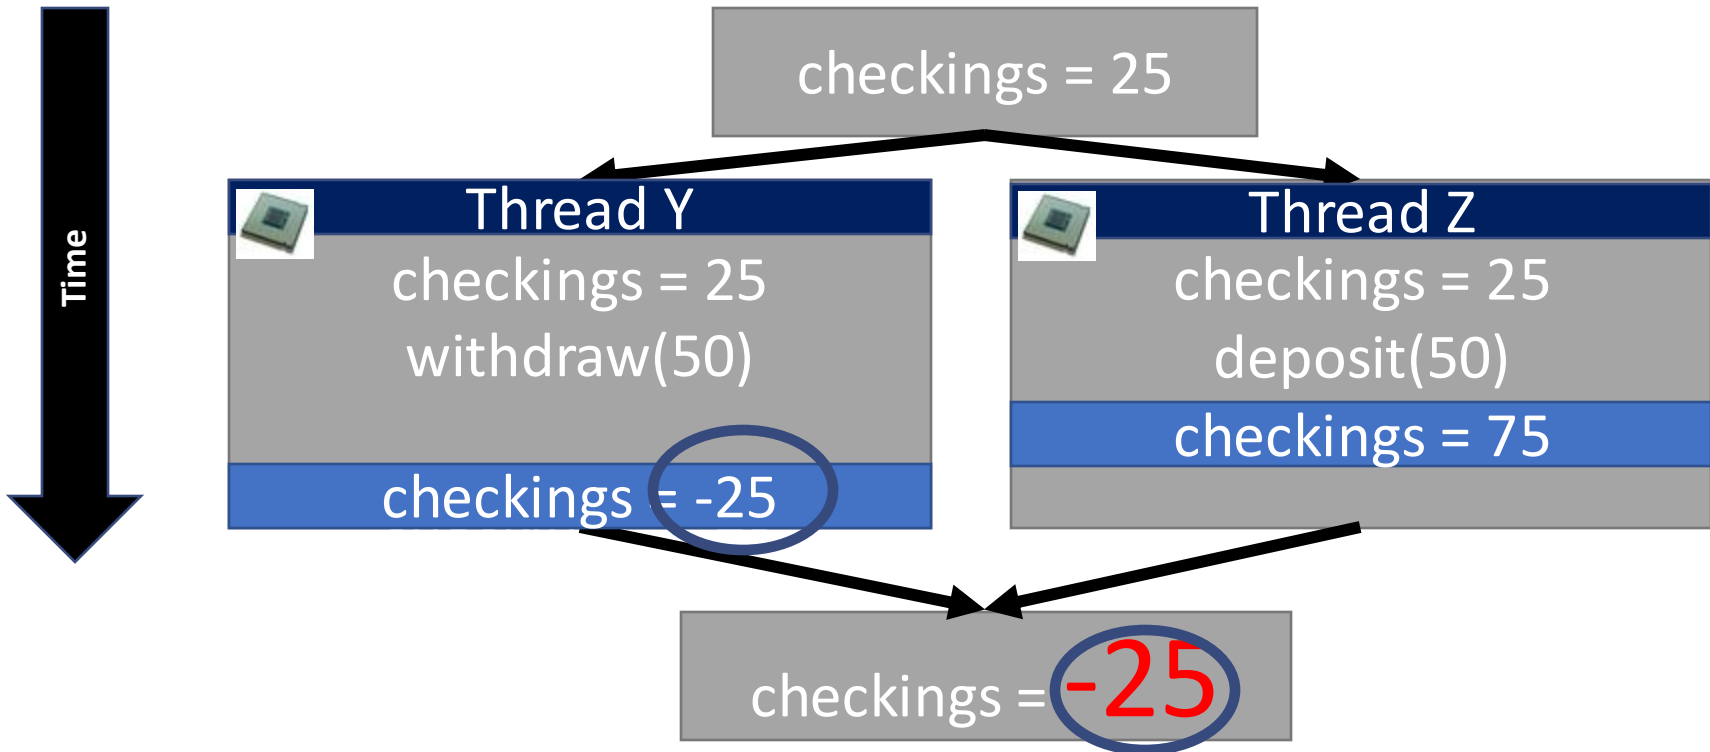 checkings = 25
Time
Thread Y
checkings = 25
withdraw(50)
checkings = -25
Thread Z
checkings = 25
deposit(50)
checkings = 75
checkings = -25